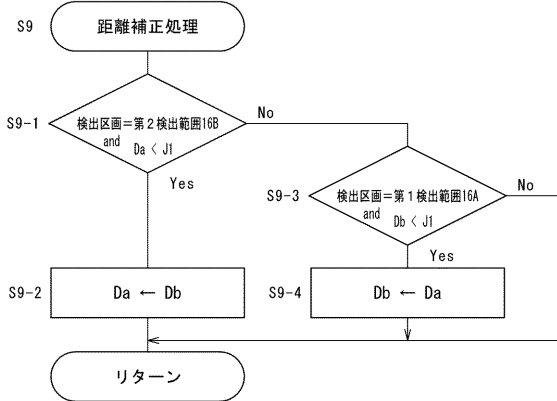 S9
距離補正処理
S9-1
検出区画＝第２検出範囲16B
and
Da < J1
No
Yes
S9-3
検出区画＝第１検出範囲16A
and
Db < J1
No
Yes
S9-2
Da ← Db
S9-4
Db ← Da
リターン